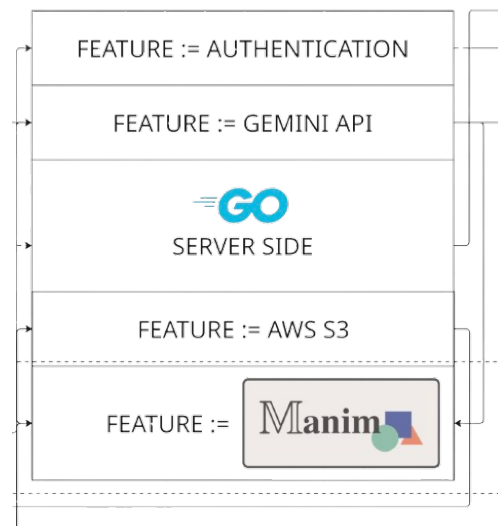 FEATURE := AUTHENTICATION
FEATURE := GEMINI API
GO
SERVER SIDE
FEATURE := AWS S3
FEATURE := Manim